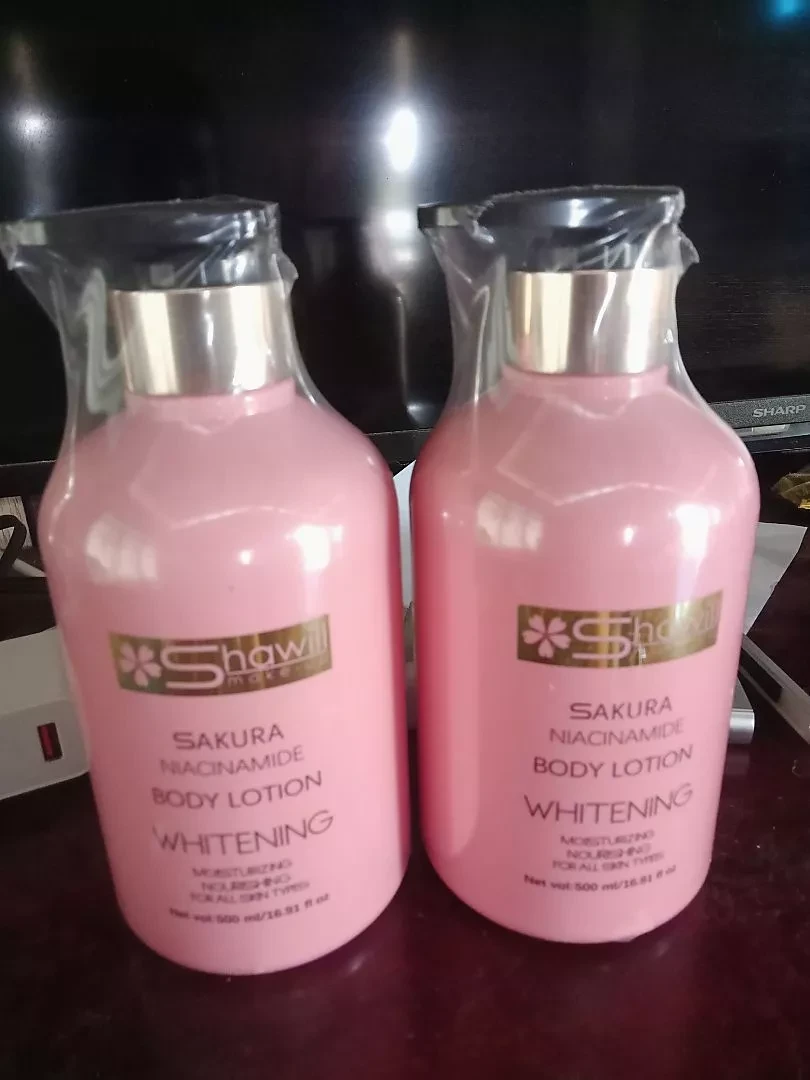 SHARP
Shawill
make-up
SAKURA
NIACINAMIDE
BODY LOTION
WHITENING
MOISTURIZING
NOURISHING
FOR ALL SKIN TYPES
Net vol:500 ml/16.91 fl oz
Shawill
SAKURA
NIACINAMIDE
BODY LOTION
WHITENING
MOISTURIZING
NOURISHING
FOR ALL SKIN TYPES
Net vol:500 ml/16.91 fl oz